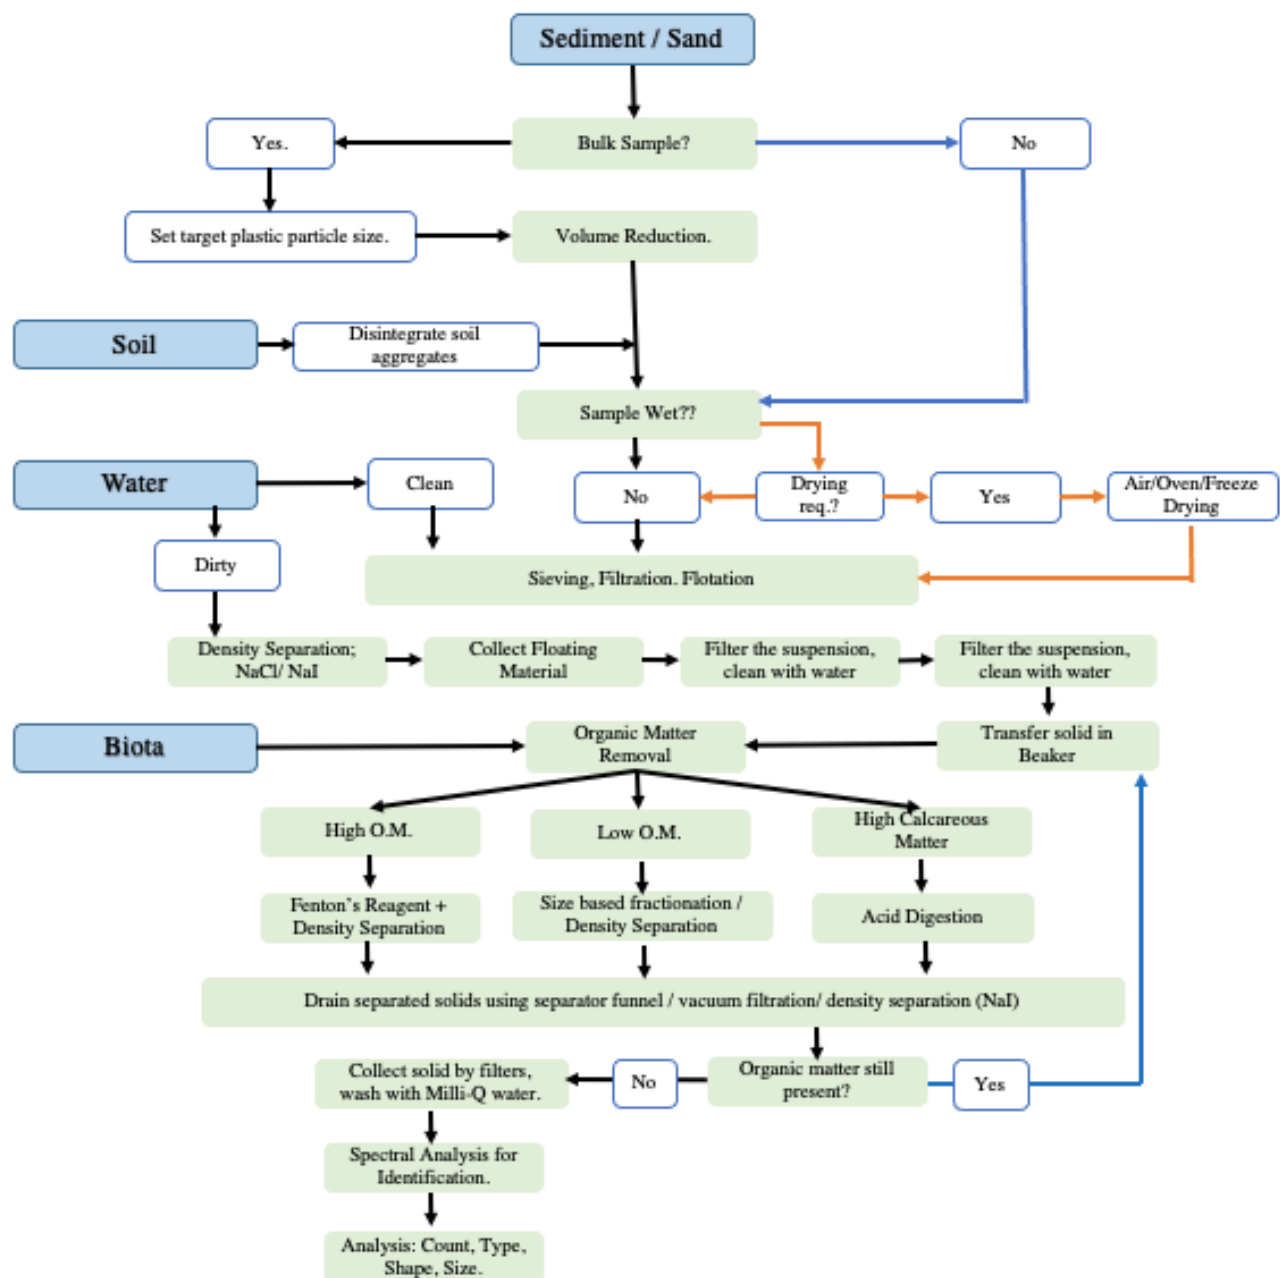 Sediment / Sand
Yes.
Bulk Sample?
No
Set target plastic particle size.
Volume Reduction.
Soil
Disintegrate soil
aggregates
Sample Wet??
Water
Clean
No
Drying
req.?
Yes
Air/Oven/Freeze
Drying
Dirty
Sieving, Filtration. Flotation
Density Separation;
NaCl/ NaI
Collect Floating
Material
Filter the suspension,
clean with water
Filter the suspension,
clean with water
Biota
Organic Matter
Removal
Transfer solid in
Beaker
High O.M.
Low O.M.
High Calcareous
Matter
Fenton's Reagent +
Density Separation
Size based fractionation /
Density Separation
Acid Digestion
Drain separated solids using separator funnel / vacuum filtration/ density separation (NaI)
Collect solid by filters,
wash with Milli-Q water.
No
Organic matter still
present?
Yes
Spectral Analysis for
Identification.
Analysis: Count, Type,
Shape, Size.